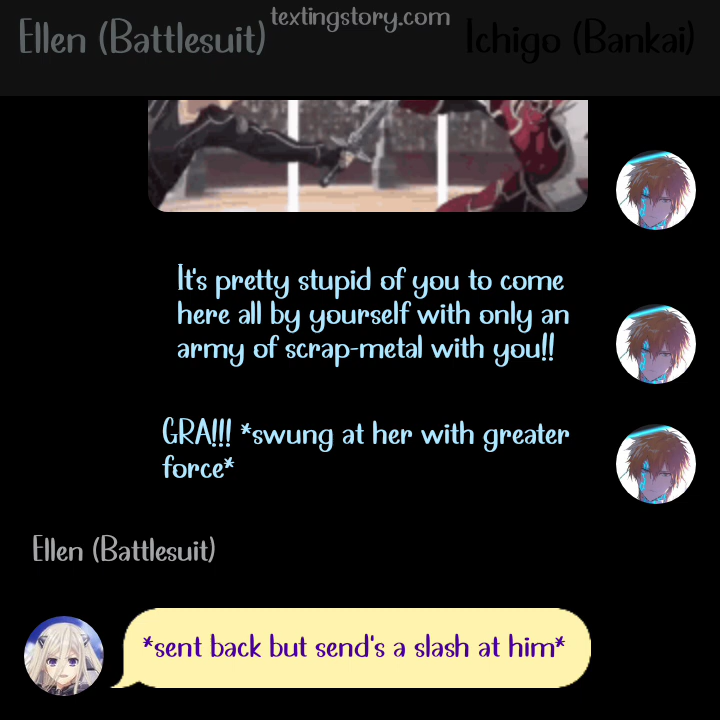 textingstory.com
Ellen (Battlesuit)
Ichigo (Bankai)
It's pretty stupid of you to come
here all by yourself with only an
army of scrap-metal with you!!
GRA!!! *swung at her with greater
force*
Ellen (Battlesuit)
*sent back but send's a slash at him*